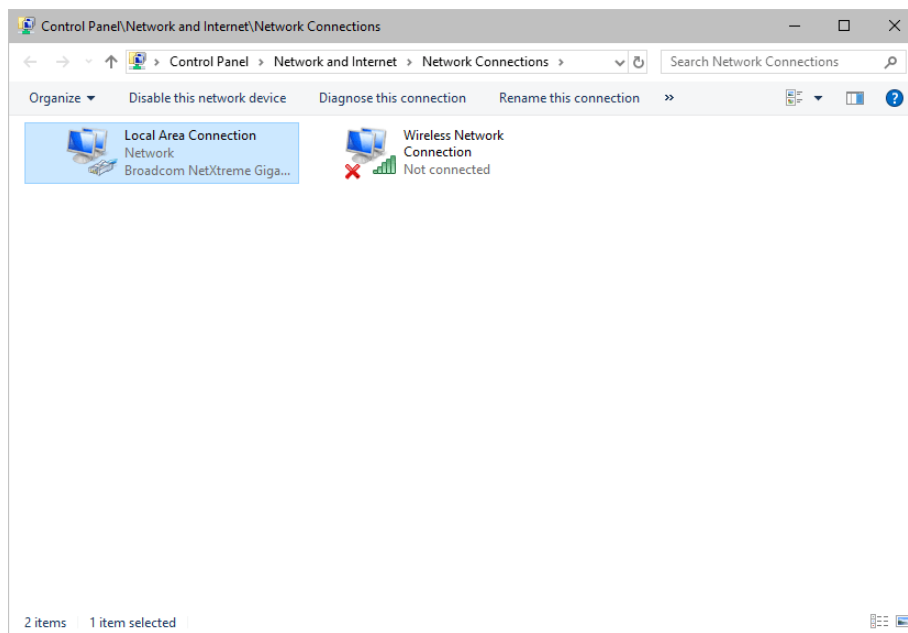 Control Panel\Network and Internet\Network Connections
Control Panel > Network and Internet > Network Connections >
Search Network Connections
Organize Disable this network device Diagnose this connection Rename this connection »
Local Area Connection
Network
Broadcom NetXtreme Giga...
Wireless Network
Connection
Not connected
2 items 1 item selected